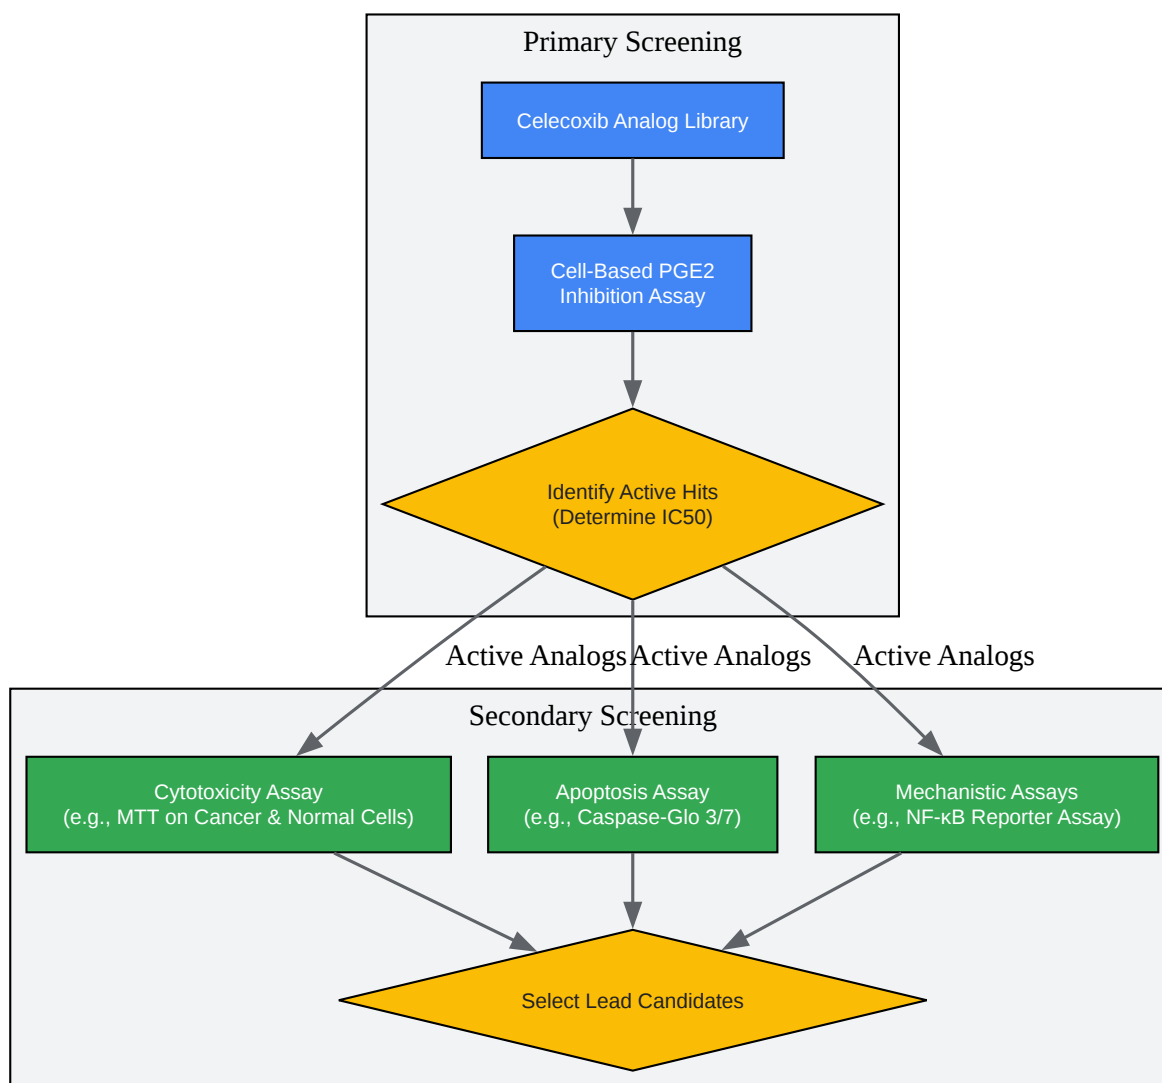 Primary Screening
Celecoxib Analog Library
Cell-Based PGE2
Inhibition Assay
Identify Active Hits
(Determine IC50)
Active Analogs
Active Analogs
Active Analogs
Secondary Screening
Cytotoxicity Assay
(e.g., MTT on Cancer & Normal Cells)
Apoptosis Assay
(e.g., Caspase-Glo 3/7)
Mechanistic Assays
(e.g., NF-κB Reporter Assay)
Select Lead Candidates